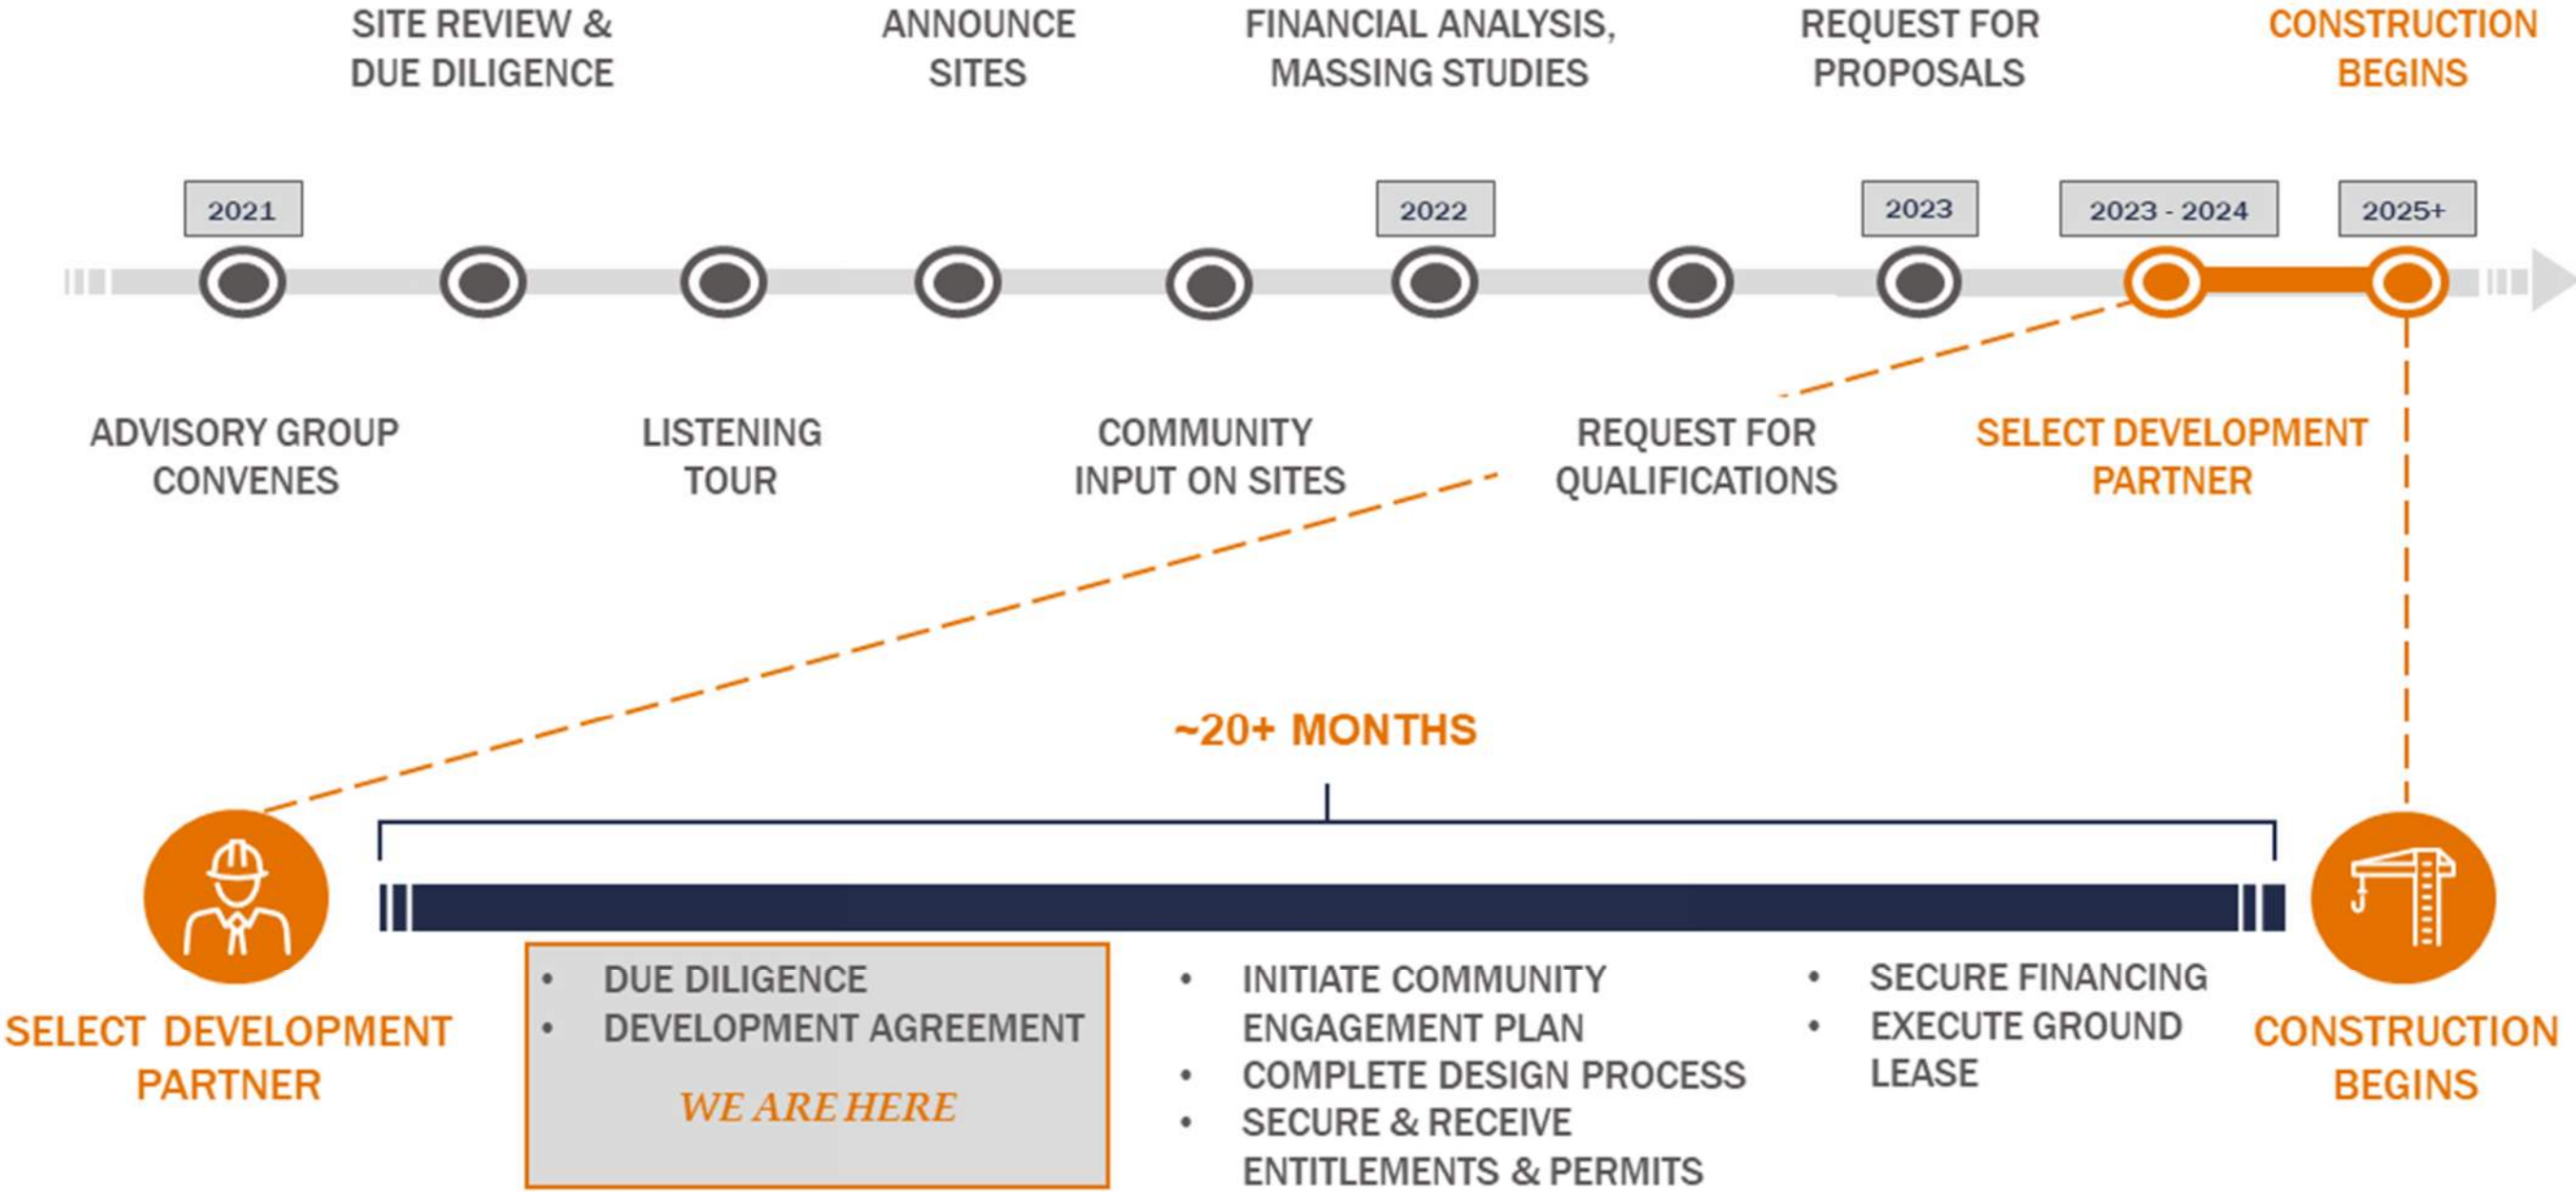 SITE REVIEW &
DUE DILIGENCE
ANNOUNCE
SITES
FINANCIAL ANALYSIS,
MASSING STUDIES
REQUEST FOR
PROPOSALS
CONSTRUCTION
BEGINS
2021
2022
2023
2023 - 2024
2025+
ADVISORY GROUP
CONVENES
LISTENING
TOUR
COMMUNITY
INPUT ON SITES
REQUEST FOR
QUALIFICATIONS
SELECT DEVELOPMENT
PARTNER
~20+ MONTHS
SELECT DEVELOPMENT
PARTNER
• DUE DILIGENCE
• DEVELOPMENT AGREEMENT
WE ARE HERE
• INITIATE COMMUNITY
ENGAGEMENT PLAN
• COMPLETE DESIGN PROCESS
• SECURE & RECEIVE
ENTITLEMENTS & PERMITS
• SECURE FINANCING
• EXECUTE GROUND
LEASE
CONSTRUCTION
BEGINS